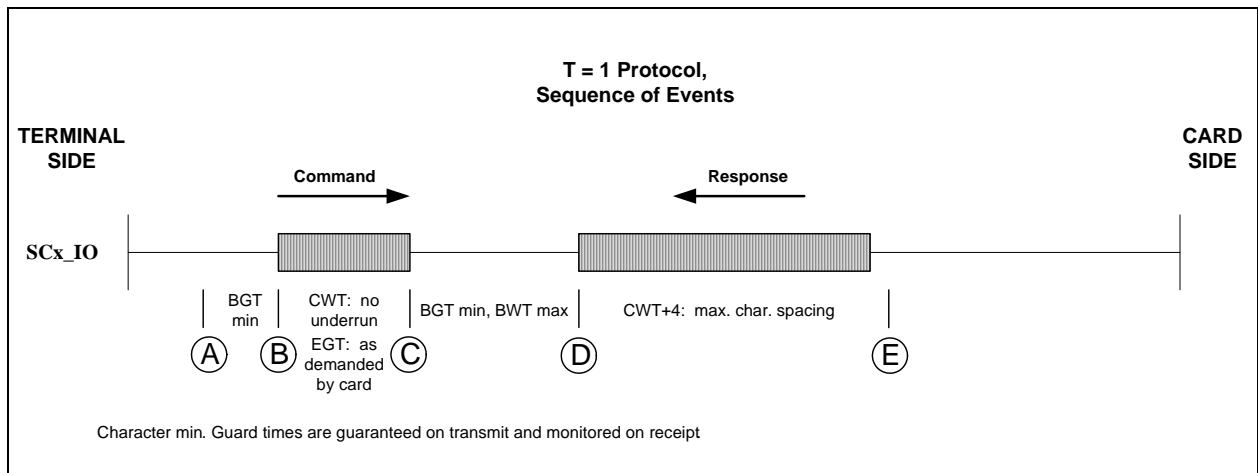 T = 1 Protocol,
Sequence of Events
TERMINAL
SIDE
CARD
SIDE
Command
Response
SCx_IO
BGT
min
CWT: no
underrun
EGT: as
demanded
by card
BGT min, BWT max
CWT+4: max. char. spacing
A
B
C
D
E
Character min. Guard times are guaranteed on transmit and monitored on receipt